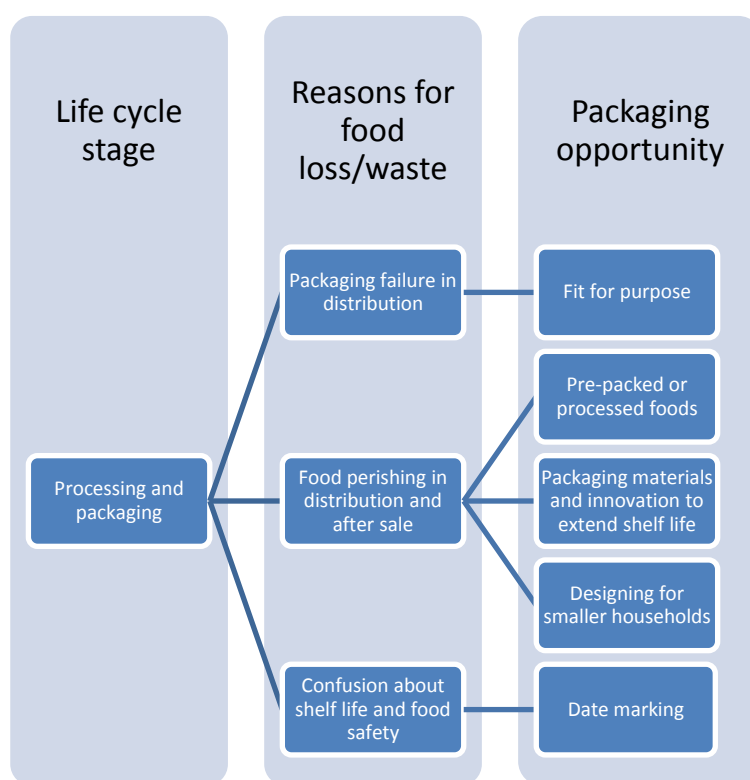 Life cycle
stage
Reasons for
food
loss/waste
Packaging
opportunity
Processing and
packaging
Packaging failure in
distribution
Food perishing in
distribution and
after sale
Confusion about
shelf life and food
safety
Fit for purpose
Pre-packed or
processed foods
Packaging materials
and innovation to
extend shelf life
Designing for
smaller households
Date marking